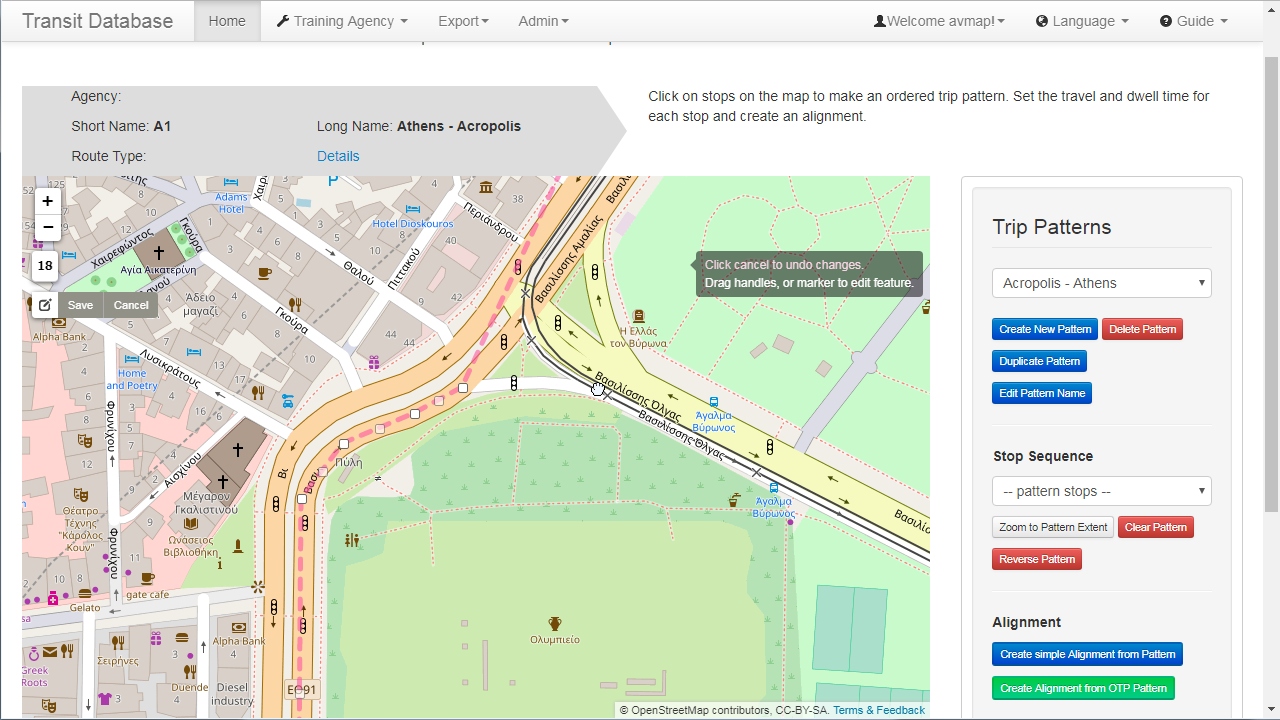 Transit Database
Home
Training Agency
Export
Admin
Welcome avmap!
Language
Guide
Agency:
Short Name: A1
Long Name: Athens - Acropolis
Route Type:
Details
Click on stops on the map to make an ordered trip pattern. Set the travel and dwell time for
each stop and create an alignment.
+
−
18
Save
Cancel
Click cancel to undo changes.
Drag handles, or marker to edit feature.
Adams
Hotel
Hotel Dioskouros
Περιάνδρου
Χαιρεφώντος
Γκούρα
Αγία Αικατερίνη
Θαλού
Πιττακού
Άδειο
μαγαζί
Γκούρα
Alpha Bank
Λυσικράτους
Home
and Poetry
Φρυνίχου
Βασιλίσσης Αμαλίας
Η Ελλάς
τον Βύρωνα
Βασιλίσσης Όλγας
Βασιλίσσης Όλγας
Άγαλμα
Βύρωνος
Άγαλμα
Βύρωνος
Πύλη
Αισχίνου
Μέγαρον
Γκαλιστινού
Θέατρο
Τέχνης
"Κάρολος
Κουν"
Ωνάσειος
Βιβλιοθήκη
Φρυνίχου
gate cafe
Gelato
Alpha Bank
Σειρήνες
Greek
Roots
Duende
Diesel
industry
EO91
Ολυμπιείο
© OpenStreetMap contributors, CC-BY-SA. Terms & Feedback
Trip Patterns
Acropolis - Athens
Create New Pattern
Delete Pattern
Duplicate Pattern
Edit Pattern Name
Stop Sequence
-- pattern stops --
Zoom to Pattern Extent
Clear Pattern
Reverse Pattern
Alignment
Create simple Alignment from Pattern
Create Alignment from OTP Pattern